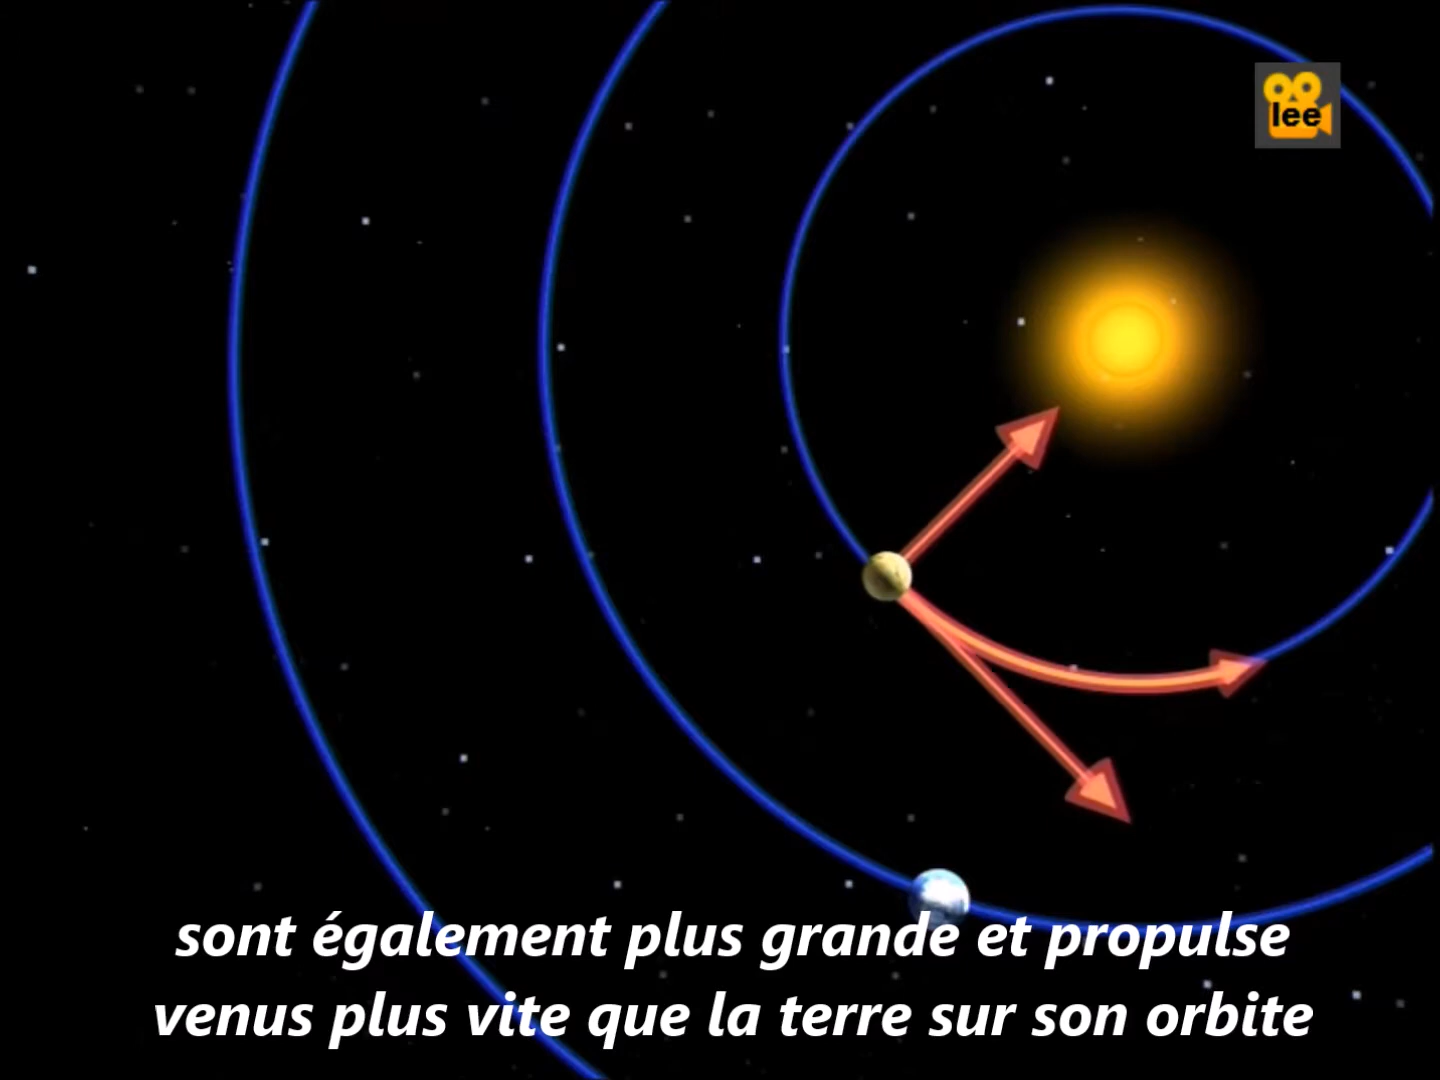 lee
sont également plus grande et propulse
venus plus vite que la terre sur son orbite